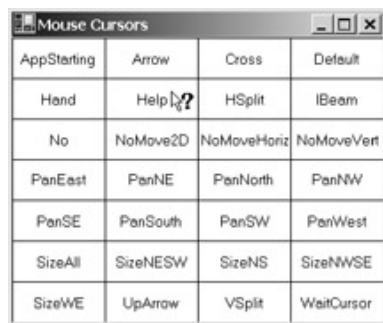 Mouse Cursors
AppStarting Arrow Cross Default
Hand Help HSplit IBeam
No NoMove2D NoMoveHoriz NoMoveVert
PanEast PanNE PanNorth PanNW
PanSE PanSouth PanSW PanWest
SizeAll SizeNESW SizeNS SizeNWSE
SizeWE UpArrow VSplit WaitCursor